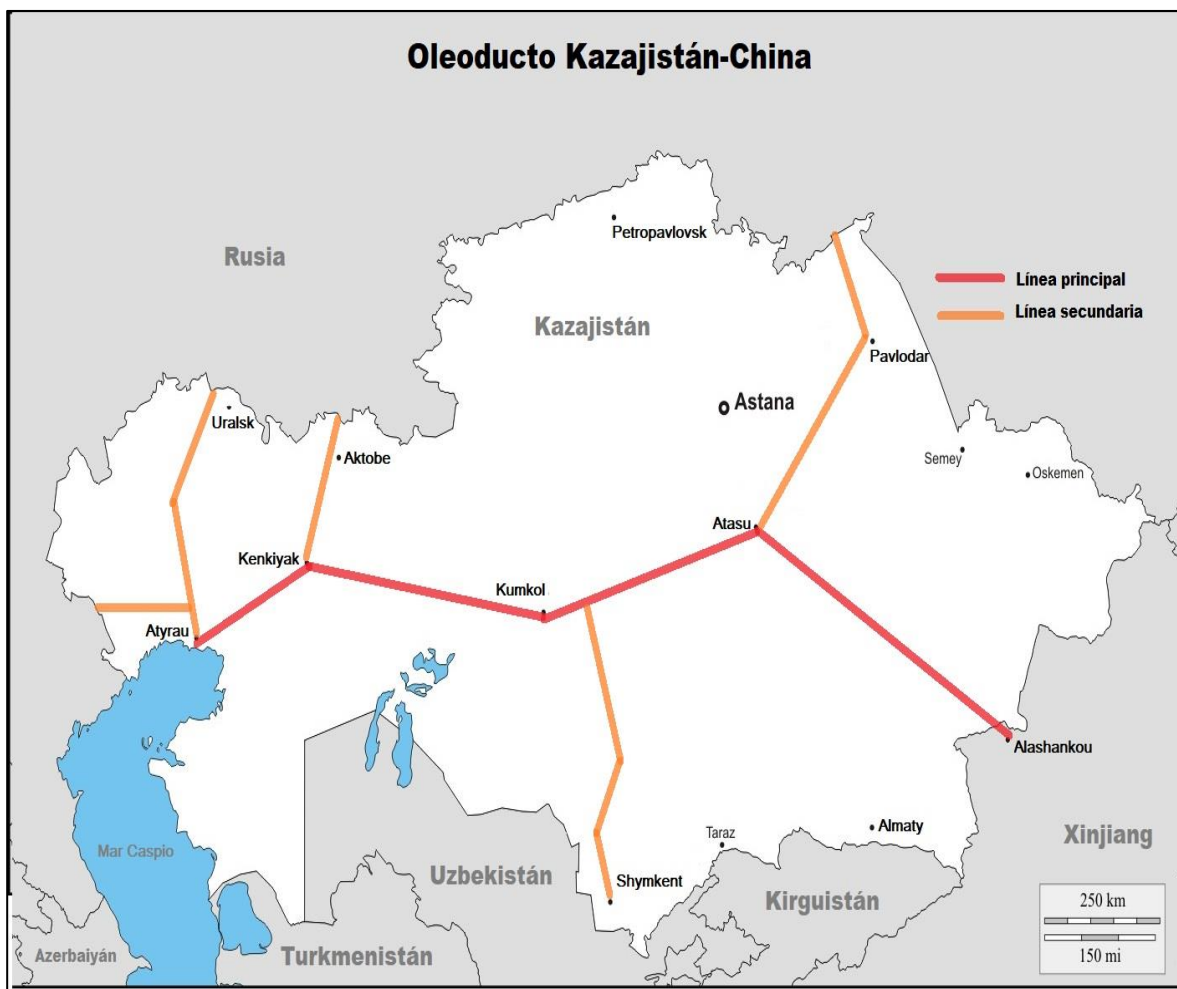 Oleoducto Kazajistán-China
Petropavlovsk
Rusia
Línea principal
Línea secundaria
Kazajistán
Pavlodar
Astana
Uralsk
Aktobe
Semey
Oskemen
Atasu
Kenkiyak
Kumkol
Atyrau
Alashankou
Almaty
Taraz
Xinjiang
Mar Caspio
Uzbekistán
Shymkent
Kirguistán
250 km
150 mi
Azerbaiyán
Turkmenistán